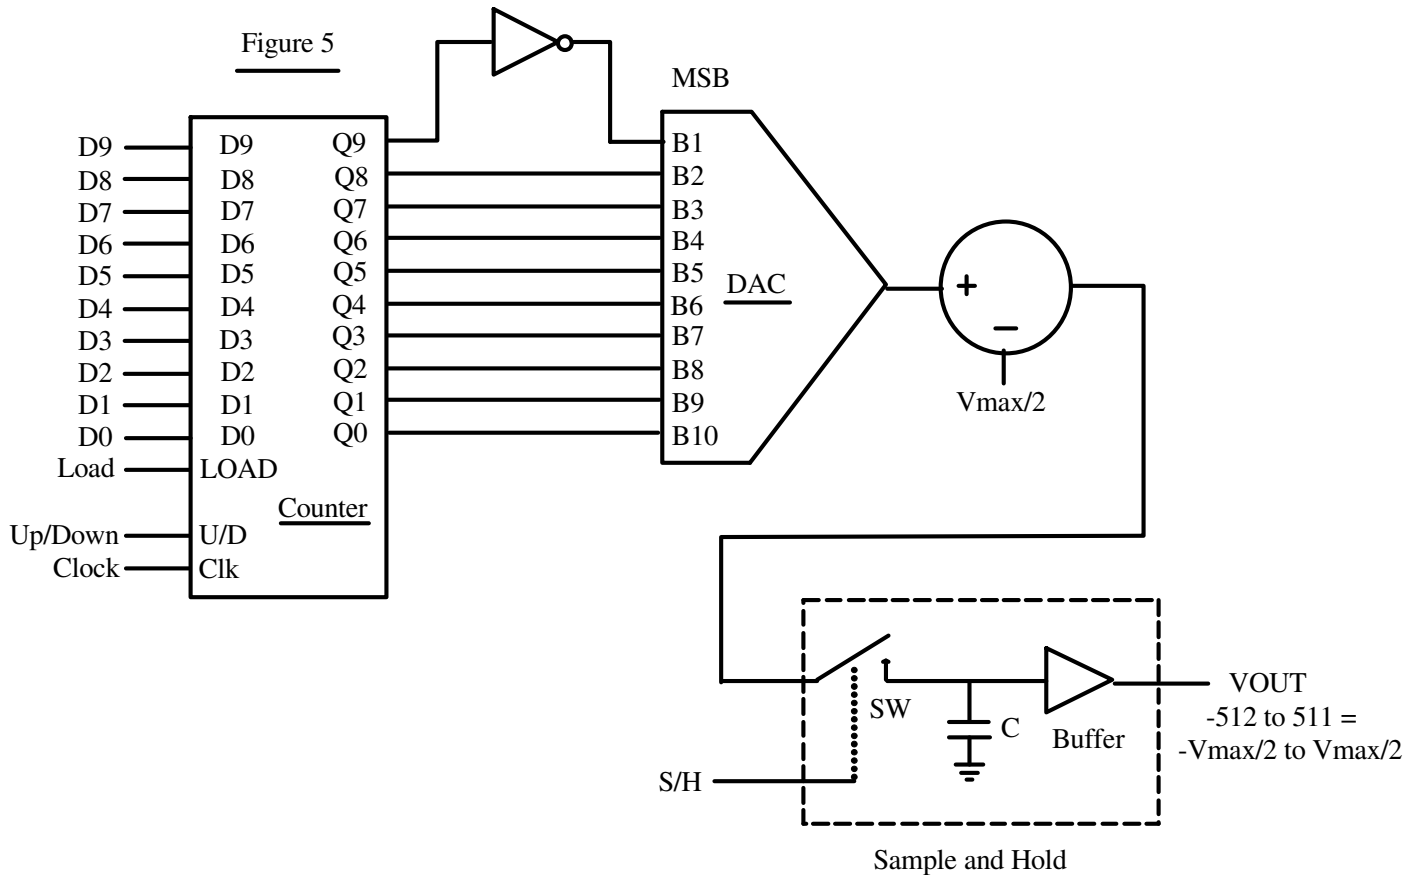 Figure 5
MSB
D9 D9 Q9 B1
D8 D8 Q8 B2
D7 D7 Q7 B3
D6 D6 Q6 B4
D5 D5 Q5 B5
D4 D4 Q4 B6
D3 D3 Q3 B7
D2 D2 Q2 B8
D1 D1 Q1 B9
D0 D0 Q0 B10
DAC
+
−
Vmax/2
Load LOAD
Counter
Up/Down U/D
Clock Clk
SW
C
Buffer
VOUT
-512 to 511 =
-Vmax/2 to Vmax/2
S/H
Sample and Hold